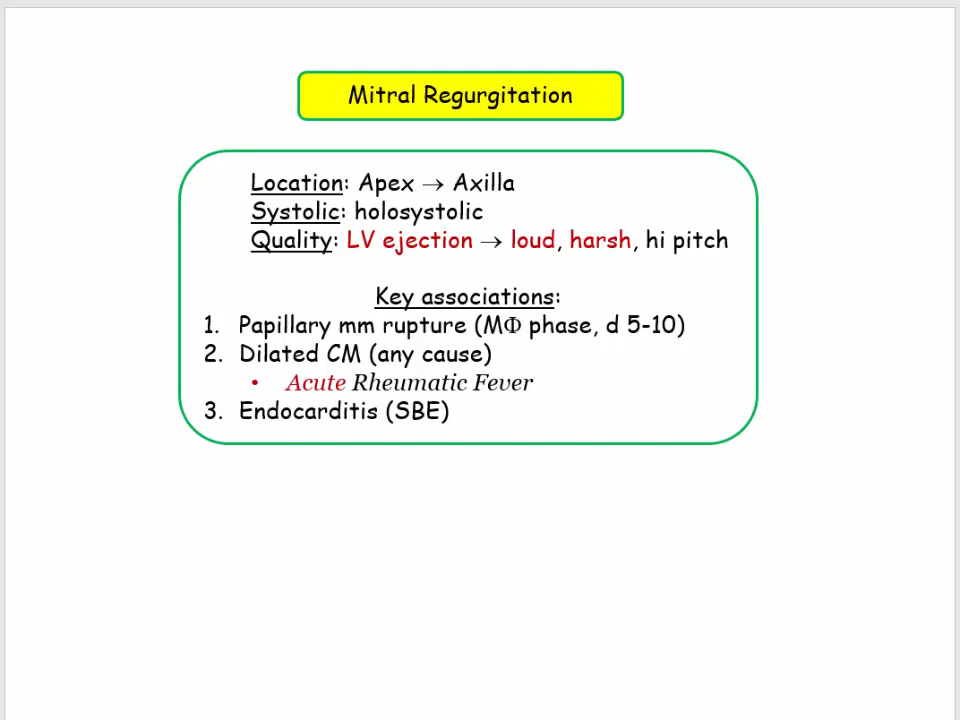 Mitral Regurgitation
Location: Apex → Axilla
Systolic: holosystolic
Quality: LV ejection → loud, harsh, hi pitch
Key associations:
1. Papillary mm rupture (MΦ phase, d 5-10)
2. Dilated CM (any cause)
• Acute Rheumatic Fever
3. Endocarditis (SBE)